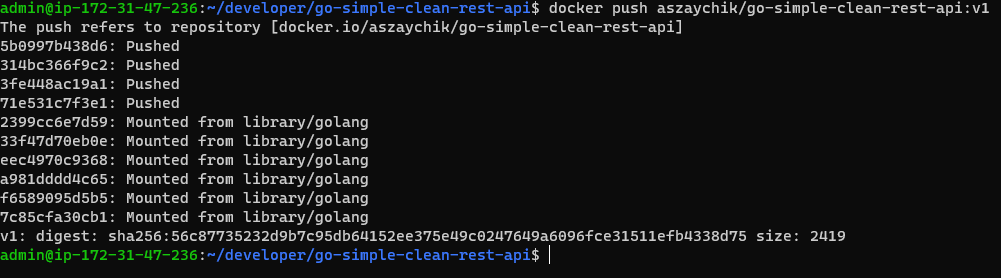 admin@ip-172-31-47-236:~/developer/go-simple-clean-rest-api$ docker push aszaychik/go-simple-clean-rest-api:v1
The push refers to repository [docker.io/aszaychik/go-simple-clean-rest-api]
5b0997b438d6: Pushed
314bc366f9c2: Pushed
3fe448ac19a1: Pushed
71e531c7f3e1: Pushed
2399cc6e7d59: Mounted from library/golang
33f47d70eb0e: Mounted from library/golang
eec4970c9368: Mounted from library/golang
a981dddd4c65: Mounted from library/golang
f6589095d5b5: Mounted from library/golang
7c85cfa30cb1: Mounted from library/golang
v1: digest: sha256:56c87735232d9b7c95db64152ee375e49c0247649a6096fce31511efb4338d75 size: 2419
admin@ip-172-31-47-236:~/developer/go-simple-clean-rest-api$